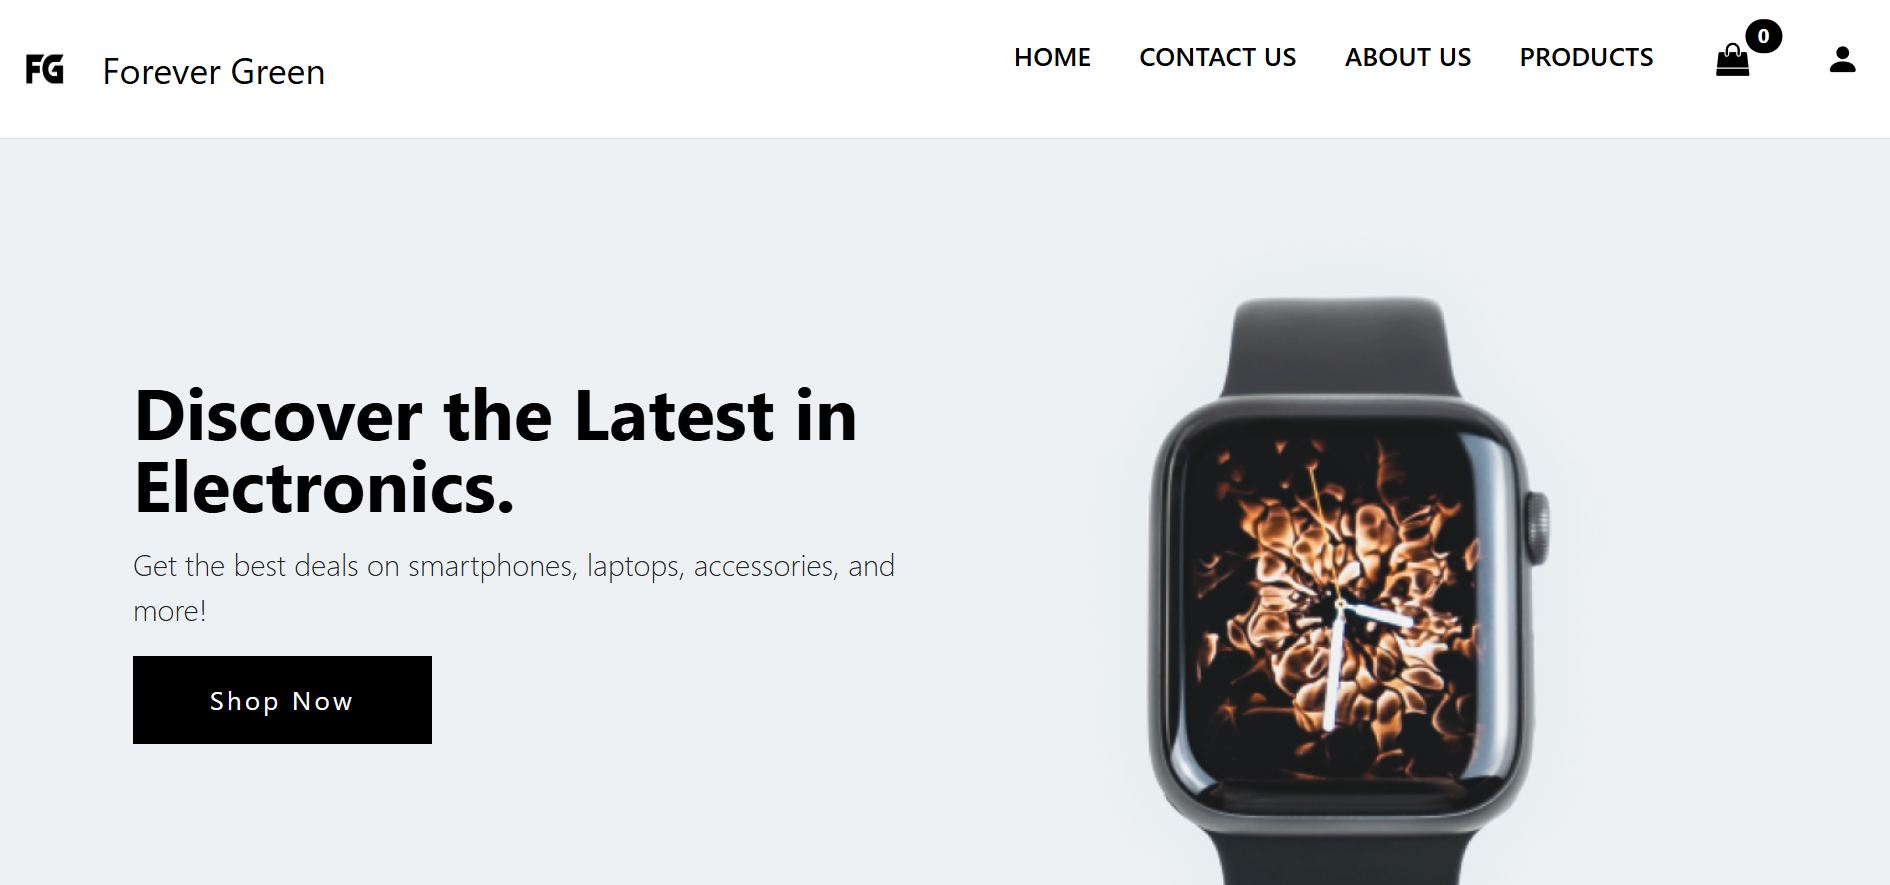 FG
Forever Green
HOME
CONTACT US
ABOUT US
PRODUCTS
0
Discover the Latest in
Electronics.
Get the best deals on smartphones, laptops, accessories, and
more!
Shop Now